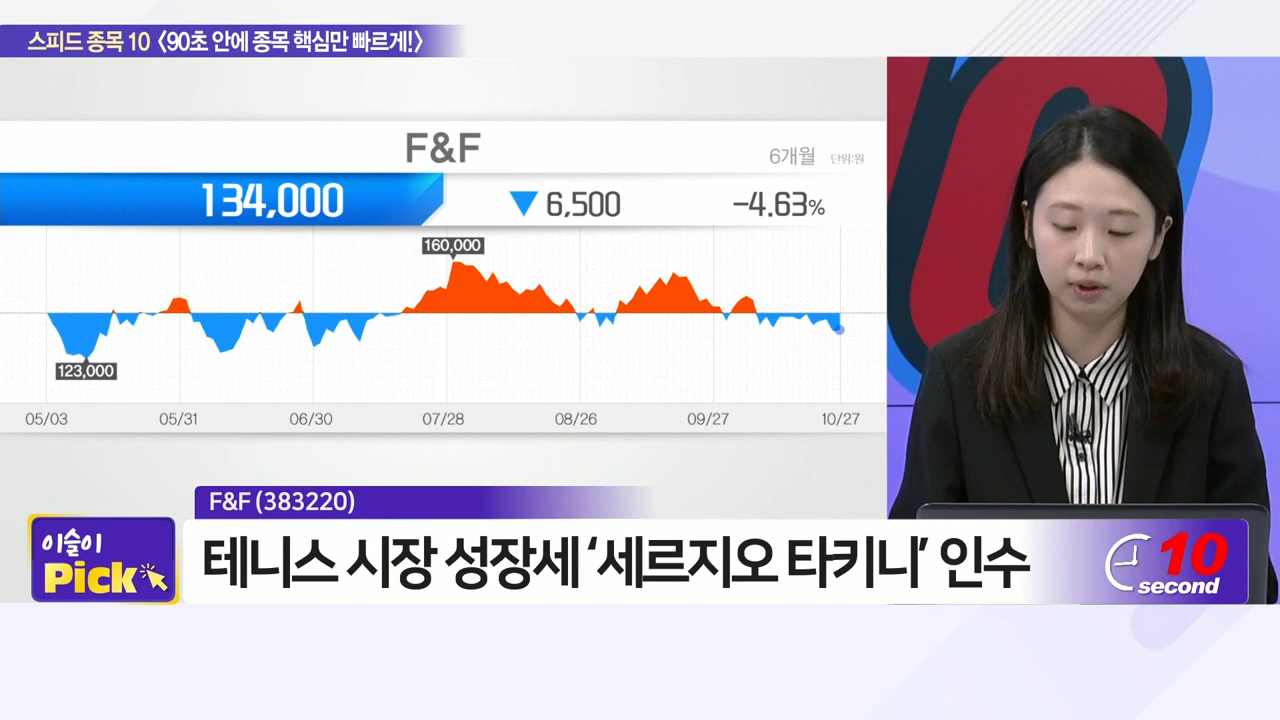 스피드 종목 10 〈90초 안에 종목 핵심만 빠르게!〉
F&F
6개월 단위:원
134,000 ▼ 6,500 -4.63%
160,000
123,000
05/03 05/31 06/30 07/28 08/26 09/27 10/27
F&F (383220)
이슬이
Pick
테니스 시장 성장세 ‘세르지오 타키니’ 인수
10
second